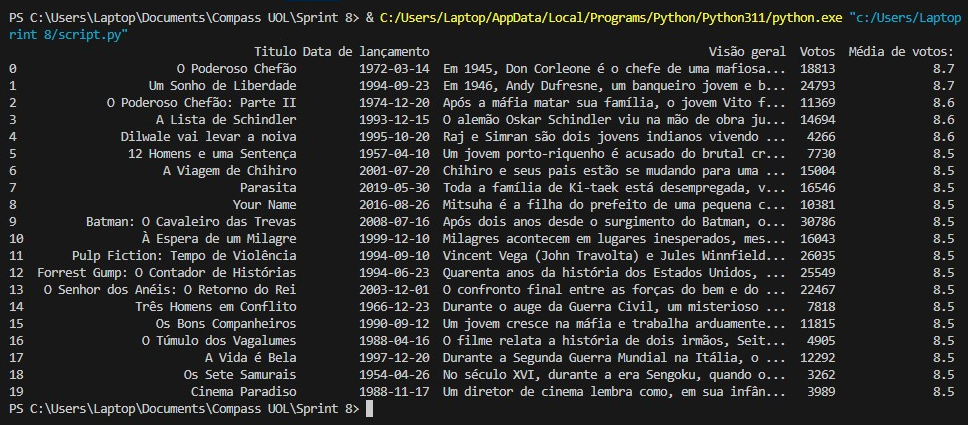 PS C:\Users\Laptop\Documents\Compass UOL\Sprint 8> & C:/Users/Laptop/AppData/Local/Programs/Python/Python311/python.exe "c:/Users/Laptop
rint 8/script.py"
Titulo Data de lançamento Visão geral Votos Média de votos:
0 O Poderoso Chefão 1972-03-14 Em 1945, Don Corleone é o chefe de uma mafiosa... 18813 8.7
1 Um Sonho de Liberdade 1994-09-23 Em 1946, Andy Dufresne, um banqueiro jovem e b... 24793 8.7
2 O Poderoso Chefão: Parte II 1974-12-20 Após a máfia matar sua família, o jovem Vito f... 11369 8.6
3 A Lista de Schindler 1993-12-15 O alemão Oskar Schindler viu na mão de obra ju... 14694 8.6
4 Dilwale vai levar a noiva 1995-10-20 Raj e Simran são dois jovens indianos vivendo ... 4266 8.6
5 12 Homens e uma Sentença 1957-04-10 Um jovem porto-riquenho é acusado do brutal cr... 7730 8.5
6 A Viagem de Chihiro 2001-07-20 Chihiro e seus pais estão se mudando para uma ... 15004 8.5
7 Parasita 2019-05-30 Toda a família de Ki-taek está desempregada, v... 16546 8.5
8 Your Name 2016-08-26 Mitsuha é a filha do prefeito de uma pequena c... 10381 8.5
9 Batman: O Cavaleiro das Trevas 2008-07-16 Após dois anos desde o surgimento do Batman, o... 30786 8.5
10 À Espera de um Milagre 1999-12-10 Milagres acontecem em lugares inesperados, mes... 16043 8.5
11 Pulp Fiction: Tempo de Violência 1994-09-10 Vincent Vega (John Travolta) e Jules Winnfield... 26035 8.5
12 Forrest Gump: O Contador de Histórias 1994-06-23 Quarenta anos da história dos Estados Unidos, ... 25549 8.5
13 O Senhor dos Anéis: O Retorno do Rei 2003-12-01 O confronto final entre as forças do bem e do ... 22467 8.5
14 Três Homens em Conflito 1966-12-23 Durante o auge da Guerra Civil, um misterioso ... 7818 8.5
15 Os Bons Companheiros 1990-09-12 Um jovem cresce na máfia e trabalha arduamente... 11815 8.5
16 O Túmulo dos Vagalumes 1988-04-16 O filme relata a história de dois irmãos, Seit... 4905 8.5
17 A Vida é Bela 1997-12-20 Durante a Segunda Guerra Mundial na Itália, o ... 12292 8.5
18 Os Sete Samurais 1954-04-26 No século XVI, durante a era Sengoku, quando o... 3262 8.5
19 Cinema Paradiso 1988-11-17 Um diretor de cinema lembra como, em sua infân... 3989 8.5
PS C:\Users\Laptop\Documents\Compass UOL\Sprint 8>